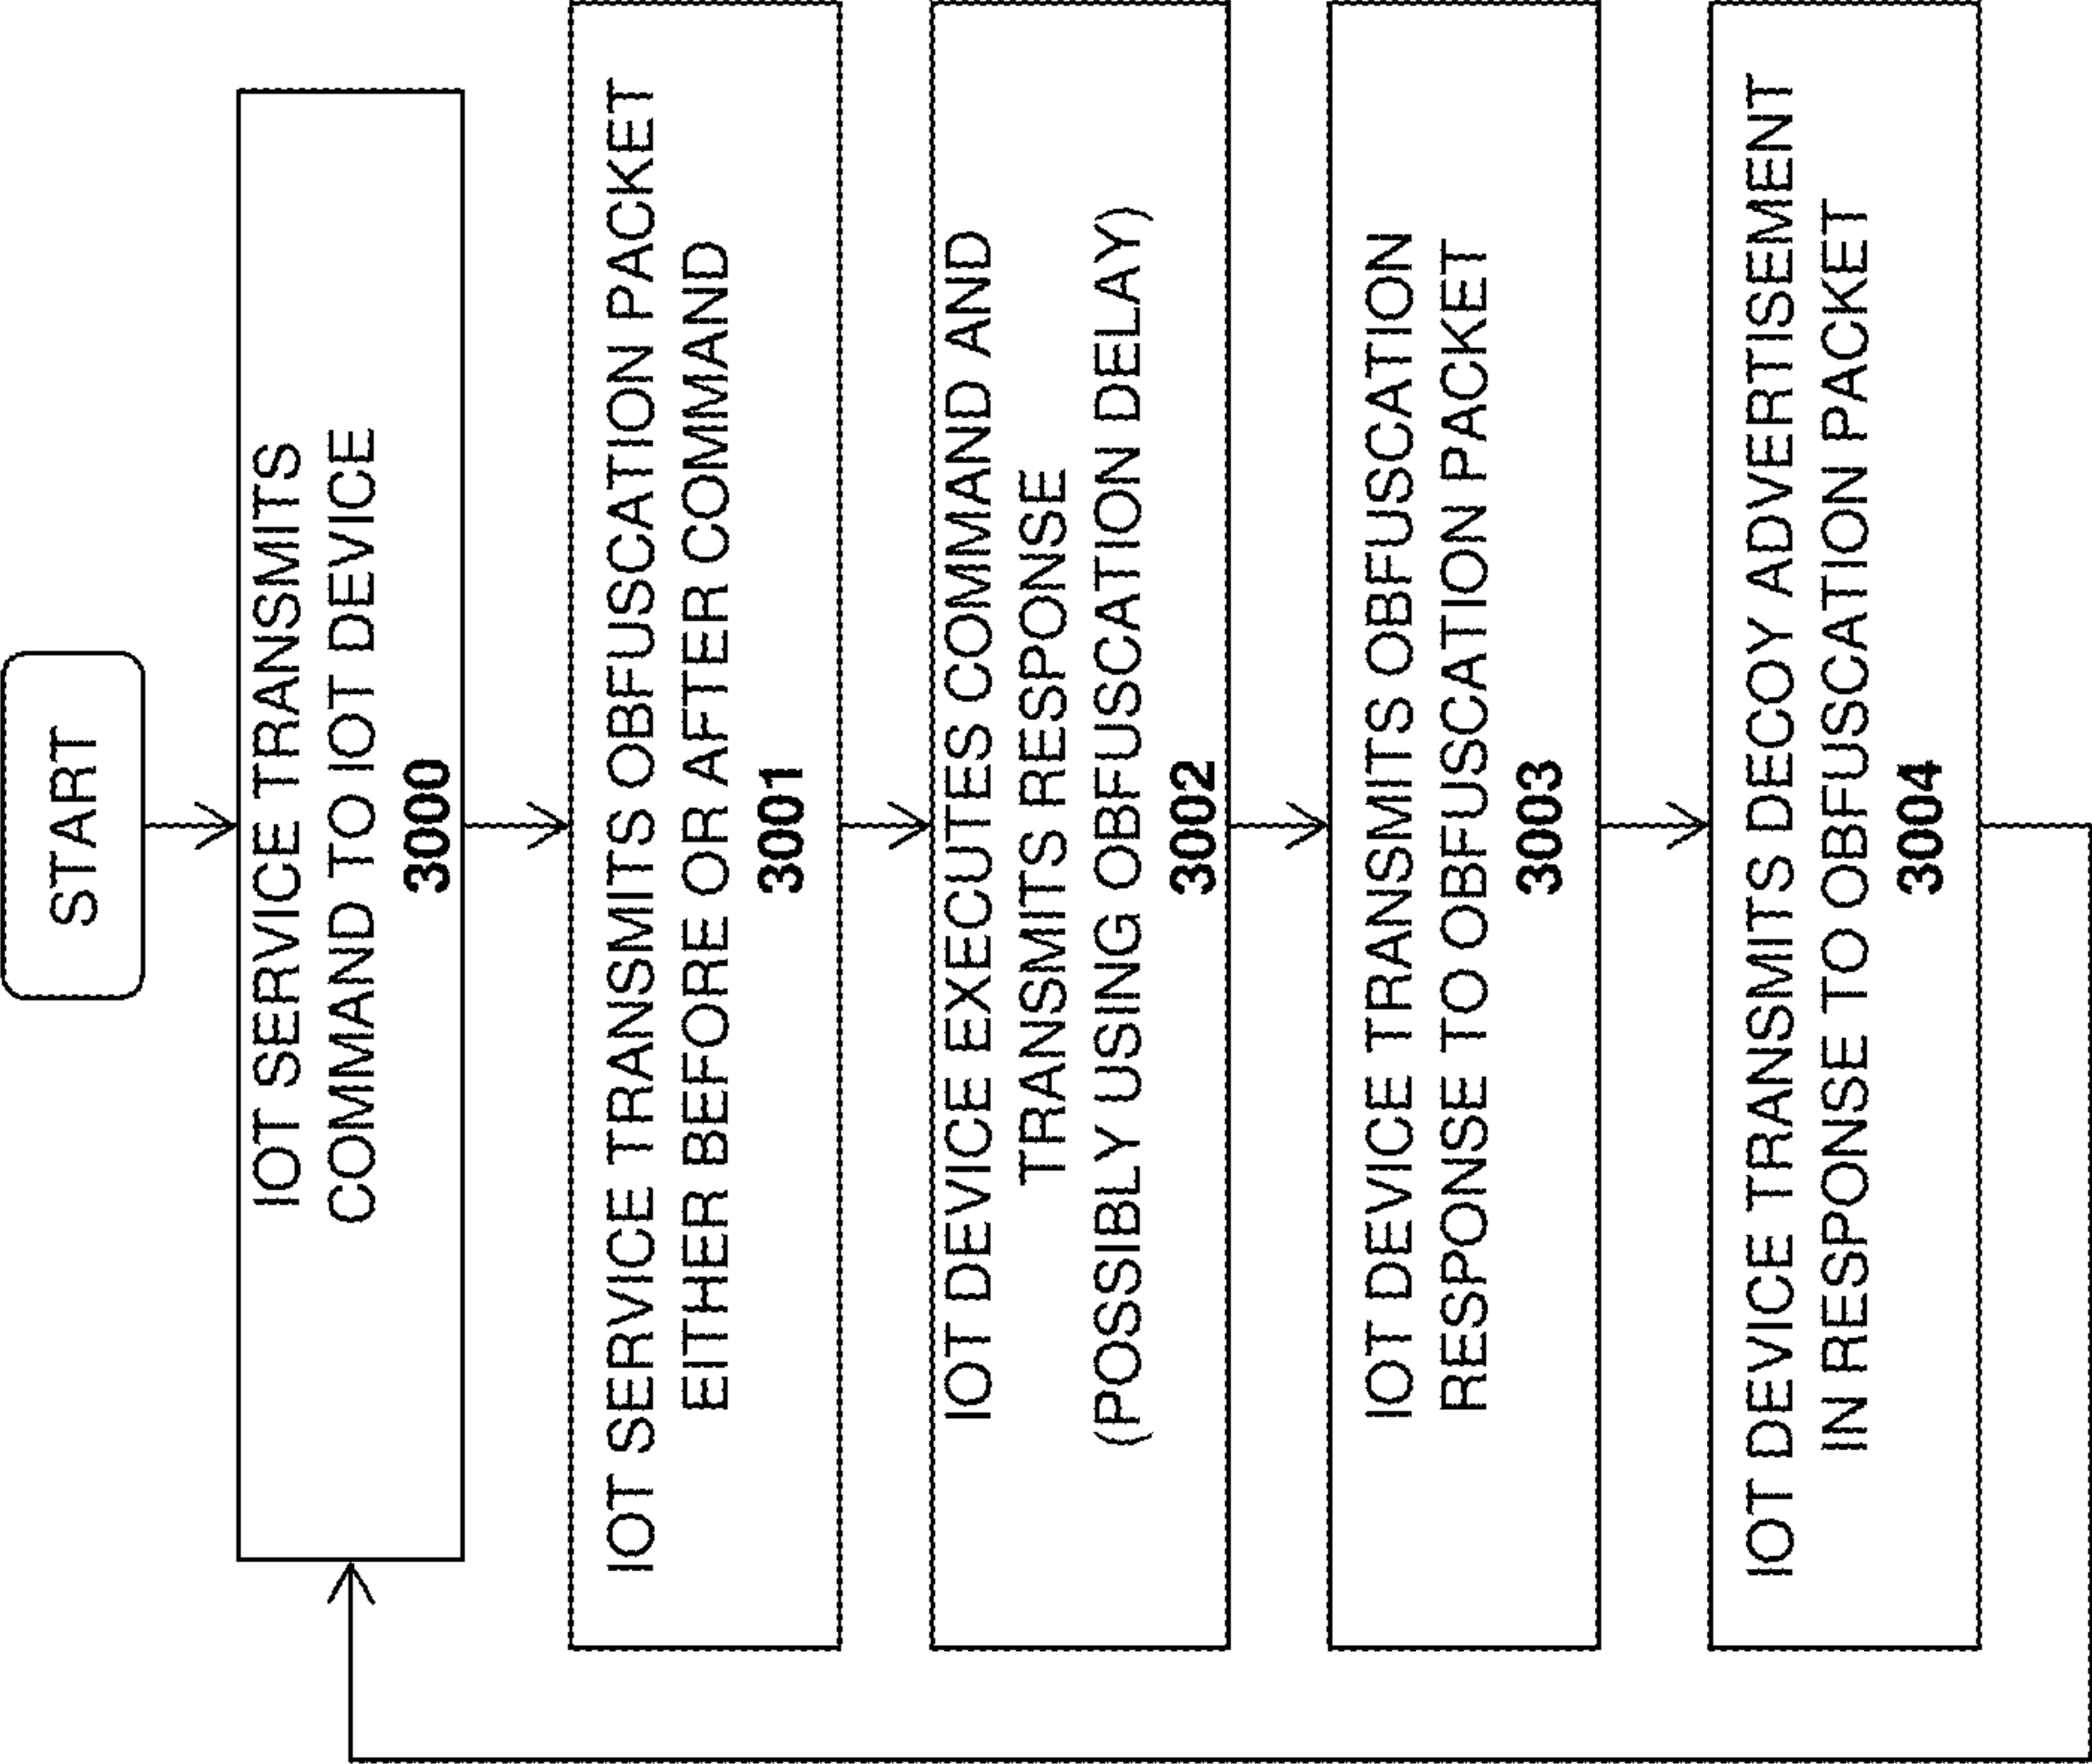 START
IOT SERVICE TRANSMITS
COMMAND TO IOT DEVICE
3000
IOT SERVICE TRANSMITS OBFUSCATION PACKET
EITHER BEFORE OR AFTER COMMAND
3001
IOT DEVICE EXECUTES COMMAND AND
TRANSMITS RESPONSE
(POSSIBLY USING OBFUSCATION DELAY)
3002
IOT DEVICE TRANSMITS OBFUSCATION
RESPONSE TO OBFUSCATION PACKET
3003
IOT DEVICE TRANSMITS DECOY ADVERTISEMENT
IN RESPONSE TO OBFUSCATION PACKET
3004